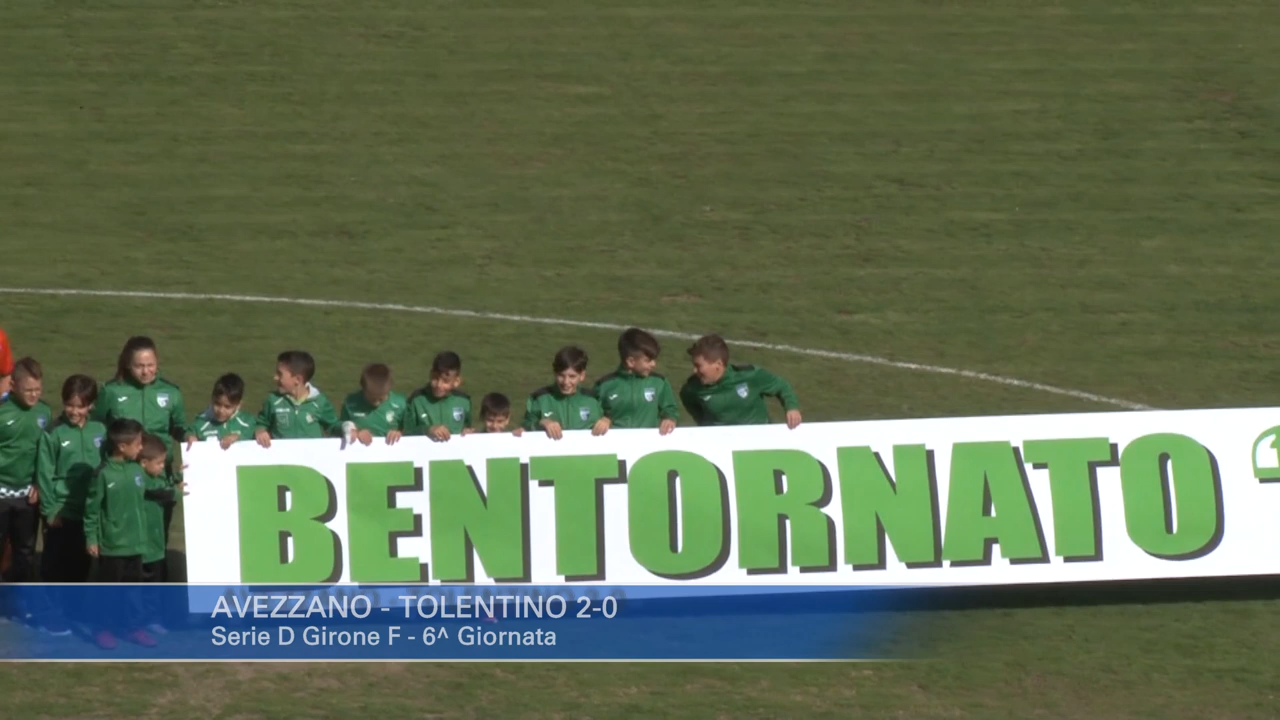 BENTORNATO "
AVEZZANO - TOLENTINO 2-0
Serie D Girone F - 6^ Giornata